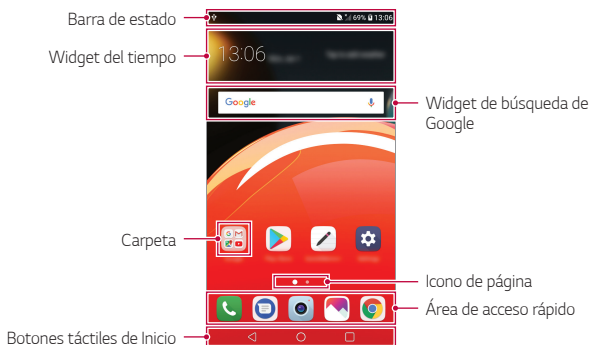 Barra de estado
69% 13:06
Widget del tiempo
13:06
Google
Widget de búsqueda de
Google
Carpeta
Icono de página
Área de acceso rápido
Botones táctiles de Inicio